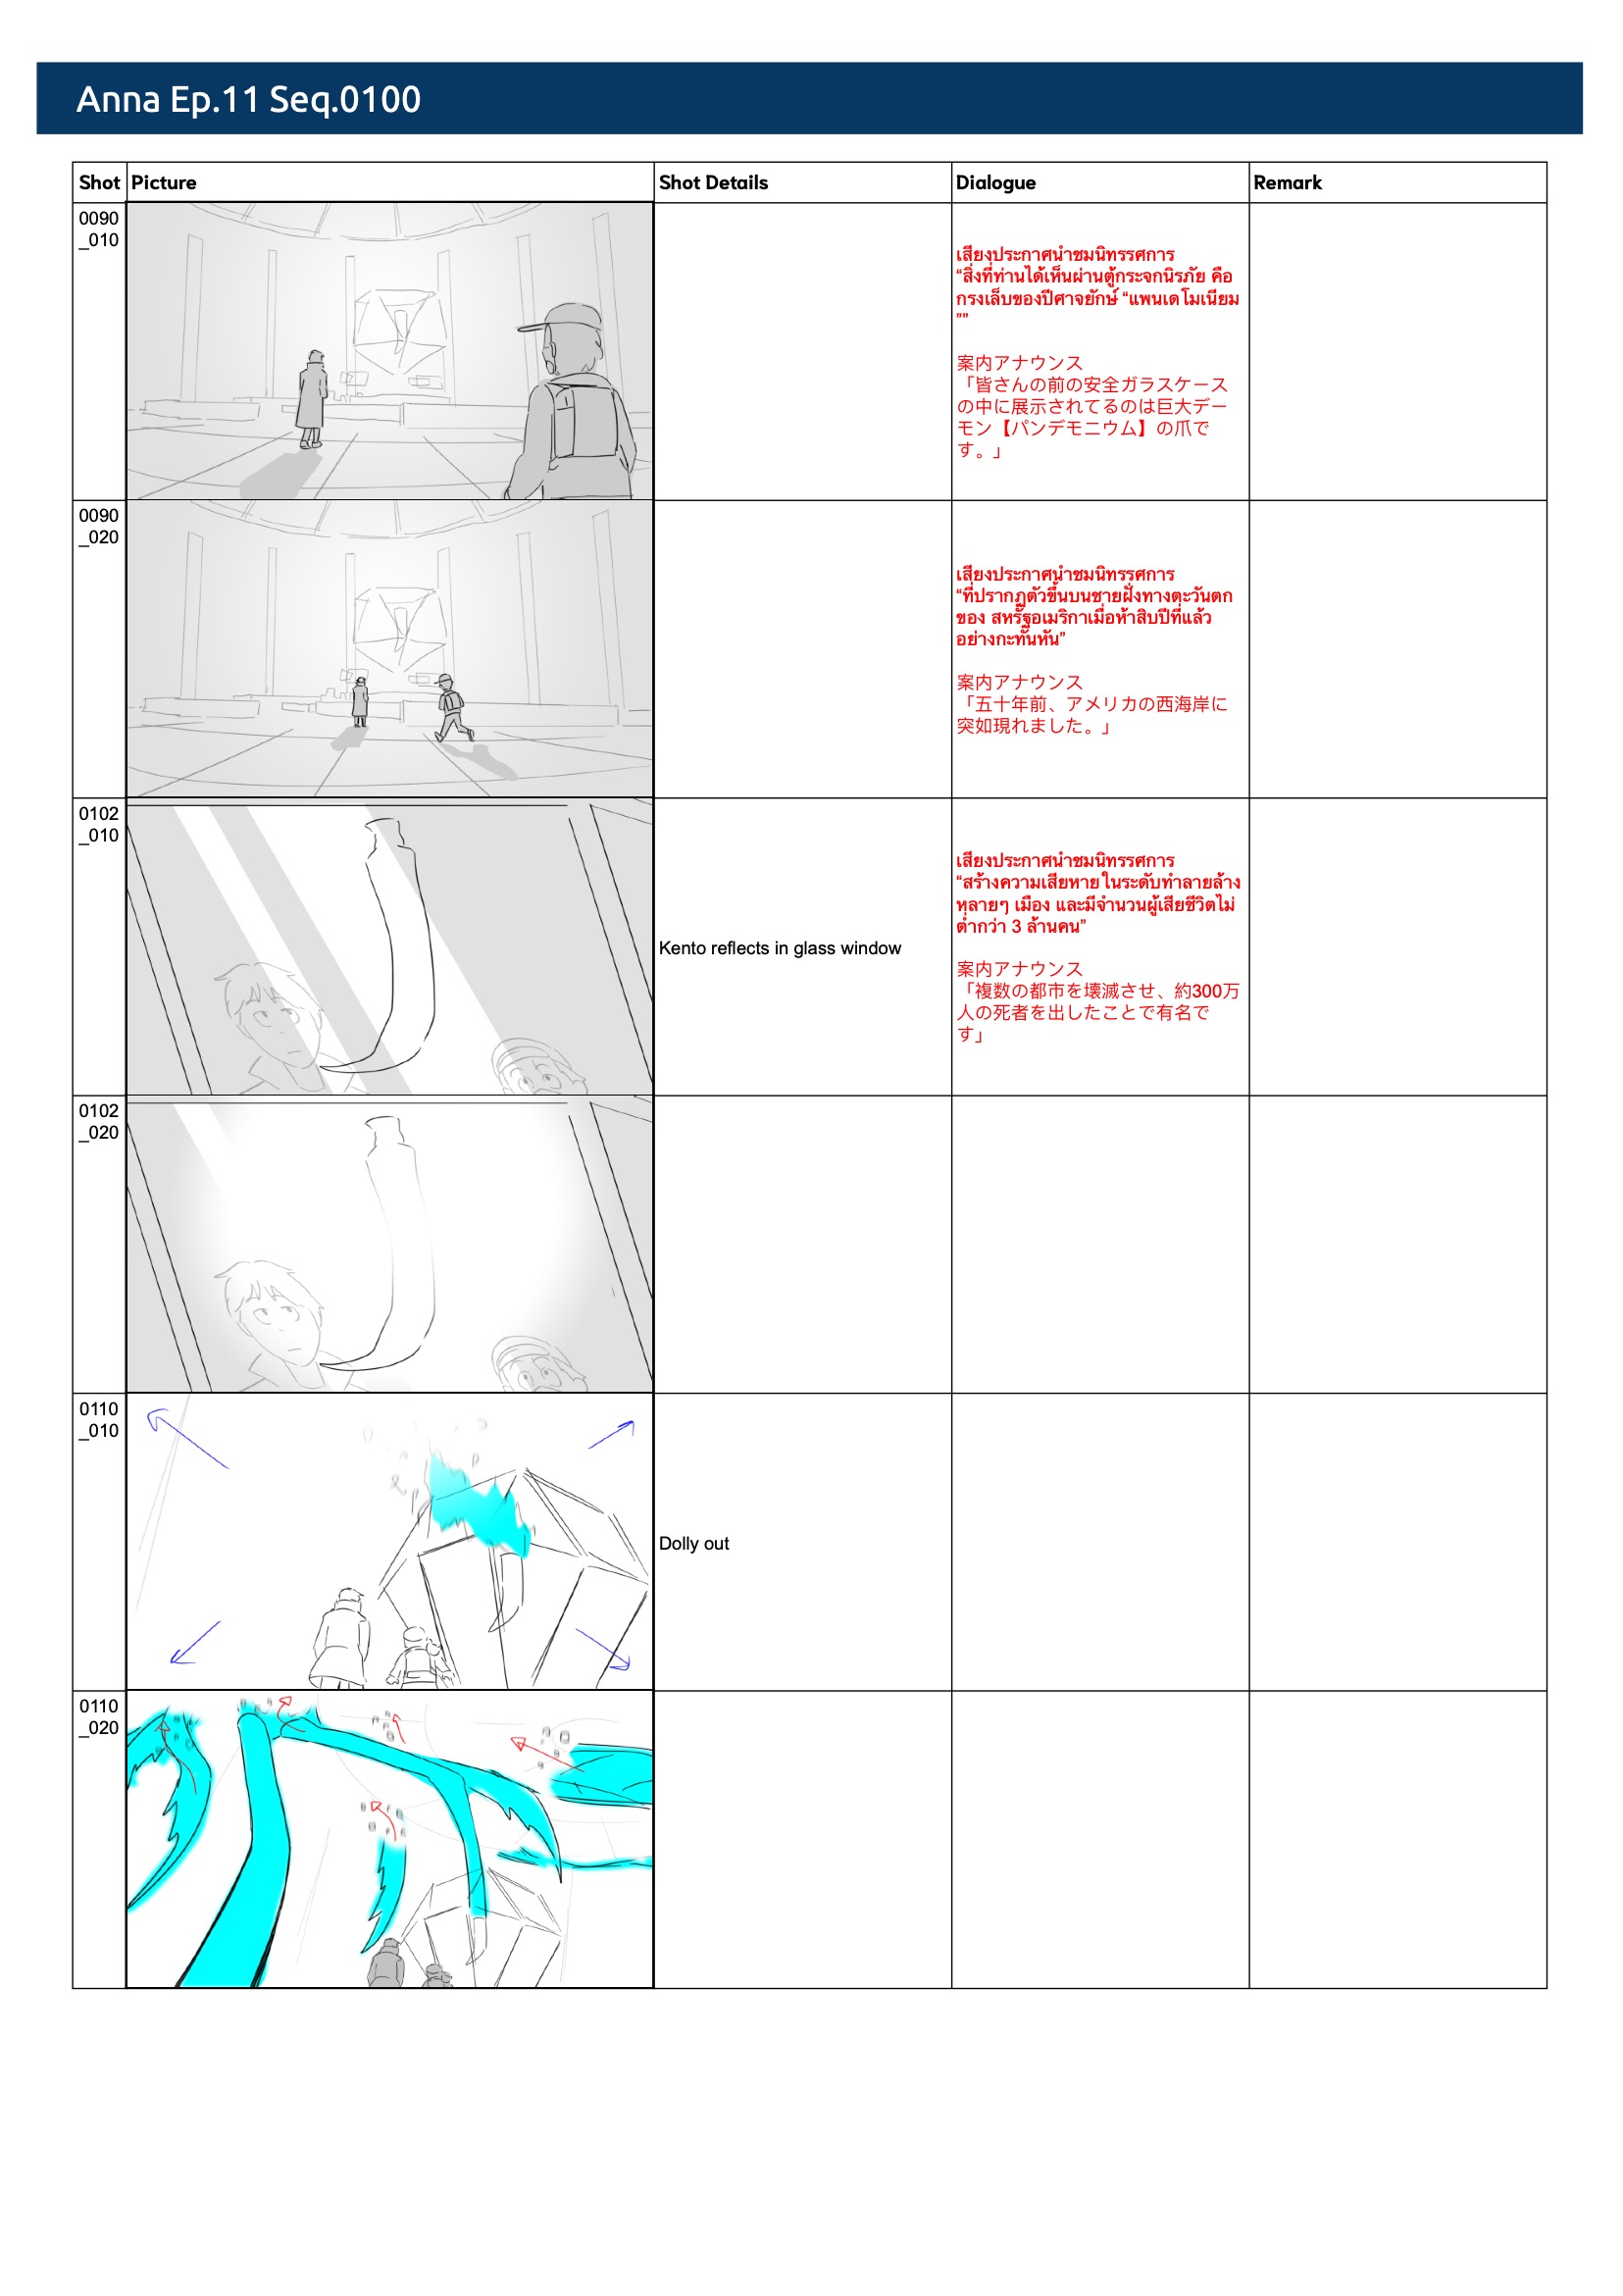 Anna Ep.11 Seq.0100
Shot Picture Shot Details Dialogue Remark
0090
_010
เสียงประกาศนำชมนิทรรศการ
“สิ่งที่ท่านได้เห็นผ่านตู้กระจกนิรภัย คือ
กรงเล็บของปีศาจยักษ์ “แพนเดโมเนียม
””
案内アナウンス
「皆さんの前の安全ガラスケース
の中に展示されてるのは巨大デー
モン【パンデモニウム】の爪で
す。」
0090
_020
เสียงประกาศนำชมนิทรรศการ
“ที่ปรากฏตัวขึ้นบนชายฝั่งทางตะวันตก
ของ สหรัฐอเมริกาเมื่อห้าสิบปีที่แล้ว
อย่างกะทันหัน”
案内アナウンス
「五十年前、アメリカの西海岸に
突如現れました。」
0102
_010
Kento reflects in glass window
เสียงประกาศนำชมนิทรรศการ
“สร้างความเสียหายในระดับทำลายล้าง
หลายๆ เมือง และมีจำนวนผู้เสียชีวิตไม่
ต่ำกว่า 3 ล้านคน”
案内アナウンス
「複数の都市を壊滅させ、約300万
人の死者を出したことで有名で
す」
0102
_020
0110
_010
Dolly out
0110
_020